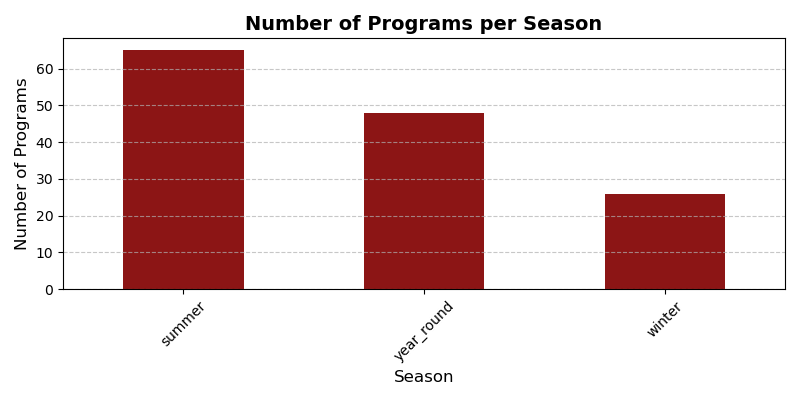 Number of Programs per Season
Number of Programs
60
50
40
30
20
10
0
summer
year_round
winter
Season